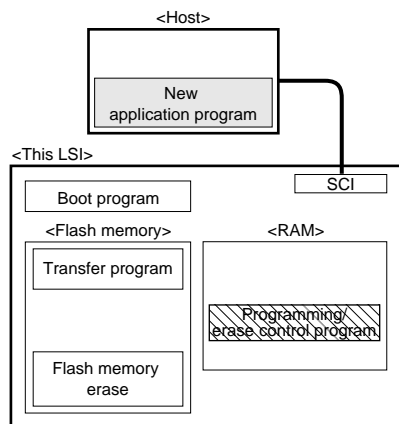 <Host>
New
application program
<This LSI>
SCI
Boot program
<Flash memory>
<RAM>
Transfer program
Programming/
erase control program
Flash memory
erase